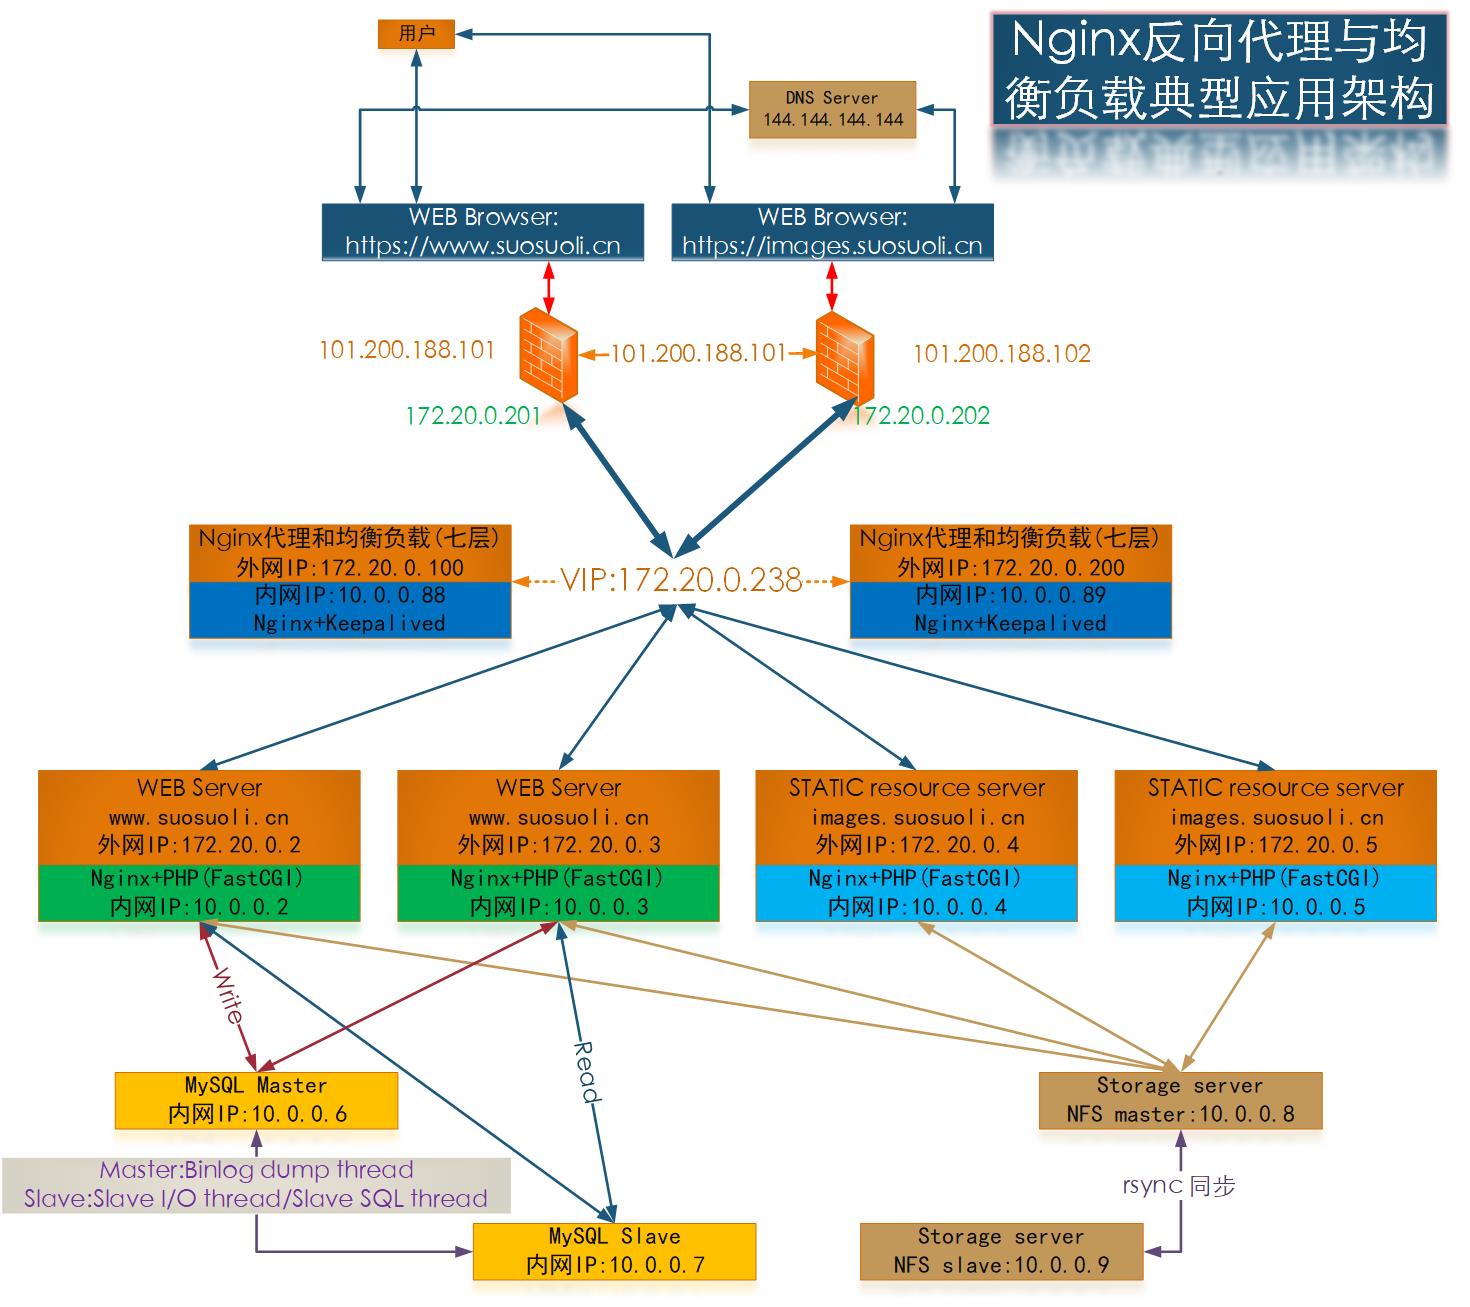 Nginx反向代理与均
衡负载典型应用架构
用户
DNS Server
144.144.144.144
WEB Browser:
https://www.suosuoli.cn
WEB Browser:
https://images.suosuoli.cn
101.200.188.101
101.200.188.101
101.200.188.102
172.20.0.201
172.20.0.202
Nginx代理和均衡负载(七层)
外网IP:172.20.0.100
内网IP:10.0.0.88
Nginx+Keepalived
VIP:172.20.0.238
Nginx代理和均衡负载(七层)
外网IP:172.20.0.200
内网IP:10.0.0.89
Nginx+Keepalived
WEB Server
www.suosuoli.cn
外网IP:172.20.0.2
Nginx+PHP(FastCGI)
内网IP:10.0.0.2
WEB Server
www.suosuoli.cn
外网IP:172.20.0.3
Nginx+PHP(FastCGI)
内网IP:10.0.0.3
STATIC resource server
images.suosuoli.cn
外网IP:172.20.0.4
Nginx+PHP(FastCGI)
内网IP:10.0.0.4
STATIC resource server
images.suosuoli.cn
外网IP:172.20.0.5
Nginx+PHP(FastCGI)
内网IP:10.0.0.5
Write
Read
MySQL Master
内网IP:10.0.0.6
Storage server
NFS master:10.0.0.8
Master:Binlog dump thread
Slave:Slave I/O thread/Slave SQL thread
rsync 同步
MySQL Slave
内网IP:10.0.0.7
Storage server
NFS slave:10.0.0.9